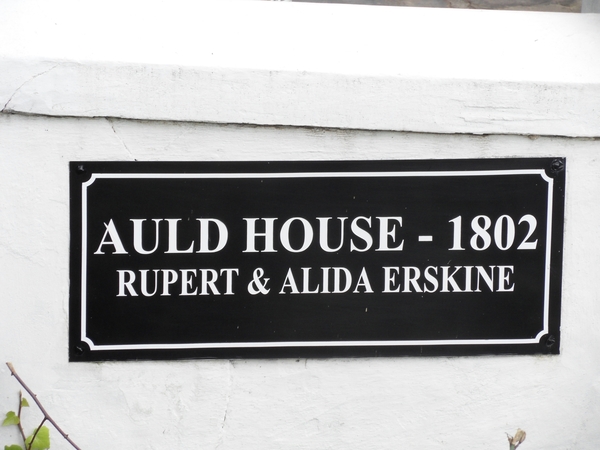 AULD HOUSE - 1802
RUPERT & ALIDA ERSKINE